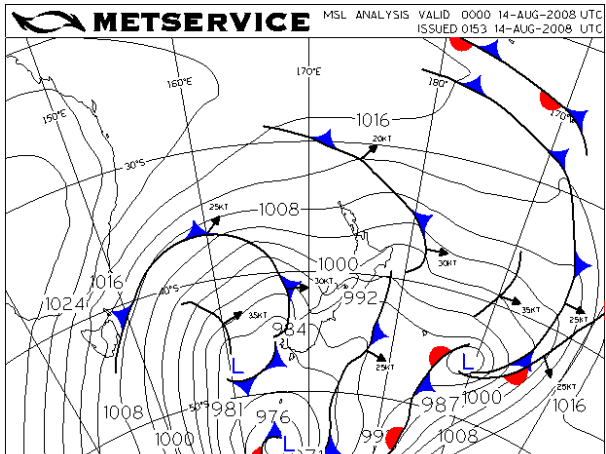 METSERVICE
MSL ANALYSIS VALID 0000 14-AUG-2008 UTC
ISSUED 0153 14-AUG-2008 UTC
170°E
160°E
180°
150°E
170°W
1016
20KT
30°S
25KT
1008
1000
30KT
1016
40°S
30KT
992
1024
35KT
984
35KT
25KT
25KT
L
L
25KT
1008
50°S
981
987
1000
1016
976
1000
L
1008